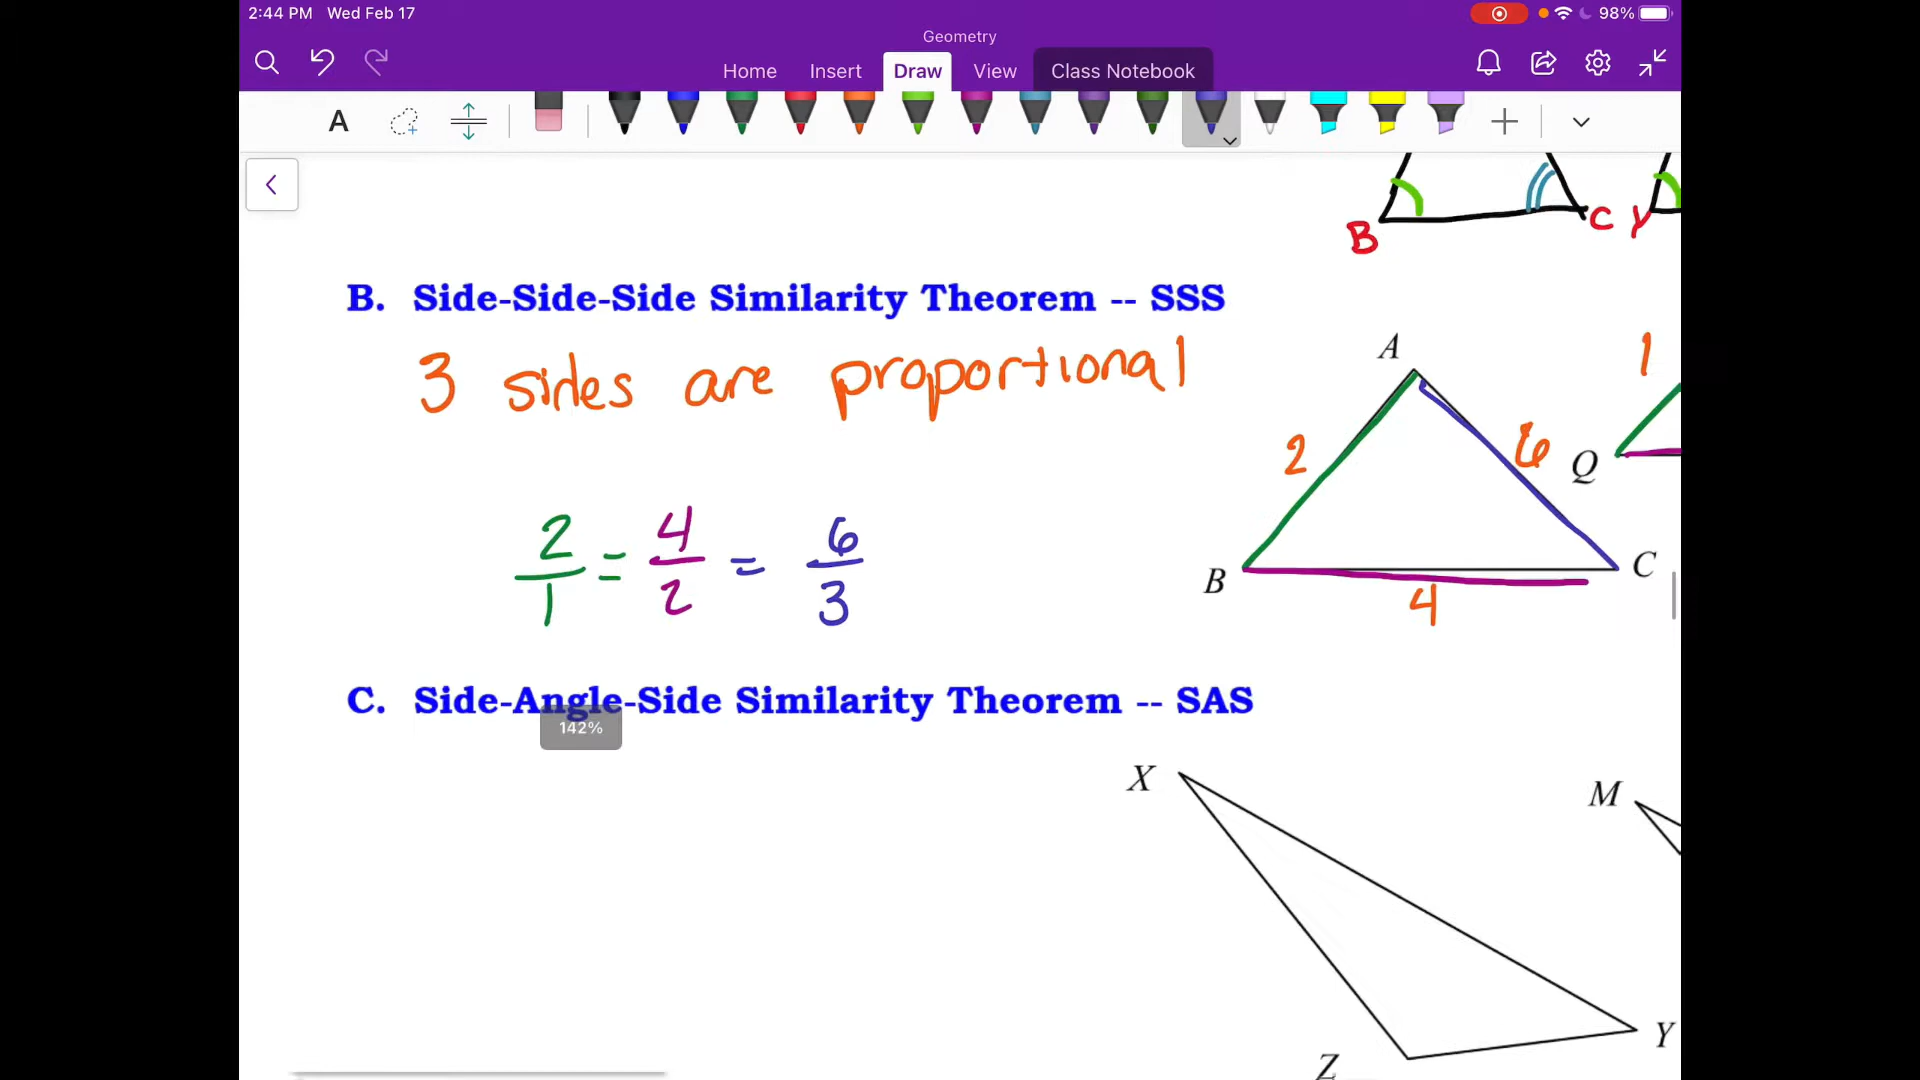 2:44 PM Wed Feb 17
98%
Geometry
Home Insert Draw View Class Notebook
A
B
C Y
B. Side-Side-Side Similarity Theorem -- SSS
3 sides are proportional
A
1
2
6
Q
2/1 = 4/2 = 6/3
B
C
4
C. Side-Angle-Side Similarity Theorem -- SAS
142%
X
M
Y
Z